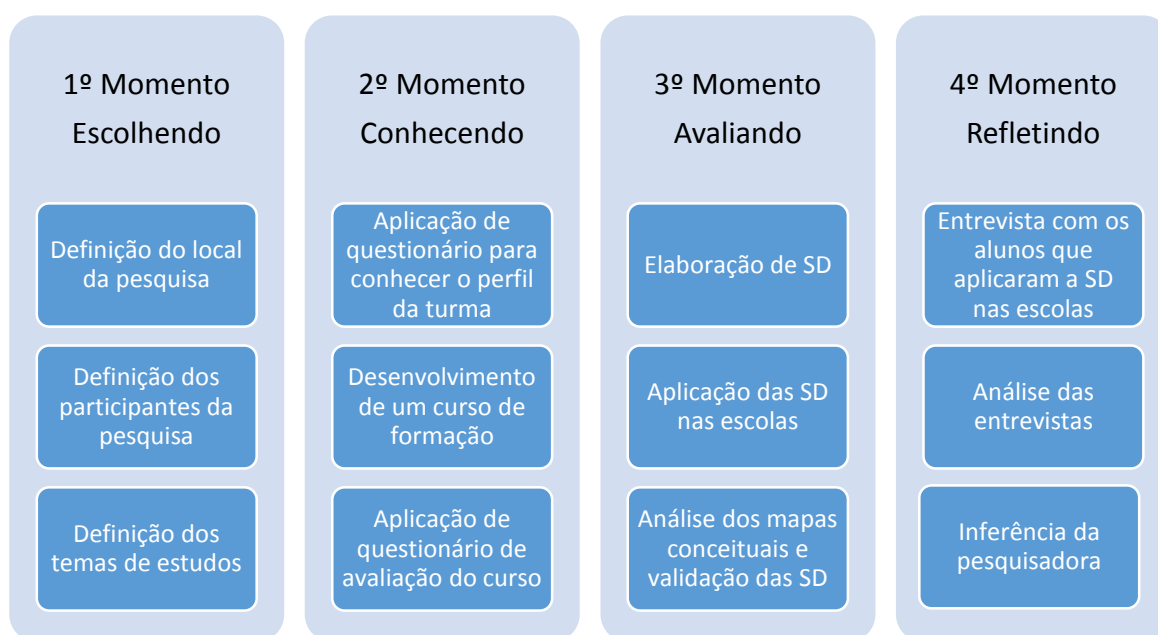 1º Momento
Escolhendo
Definição do local
da pesquisa
Definição dos
participantes da
pesquisa
Definição dos
temas de estudos
2º Momento
Conhecendo
Aplicação de
questionário para
conhecer o perfil
da turma
Desenvolvimento
de um curso de
formação
Aplicação de
questionário de
avaliação do curso
3º Momento
Avaliando
Elaboração de SD
Aplicação das SD
nas escolas
Análise dos mapas
conceituais e
validação das SD
4º Momento
Refletindo
Entrevista com os
alunos que
aplicaram a SD
nas escolas
Análise das
entrevistas
Inferência da
pesquisadora